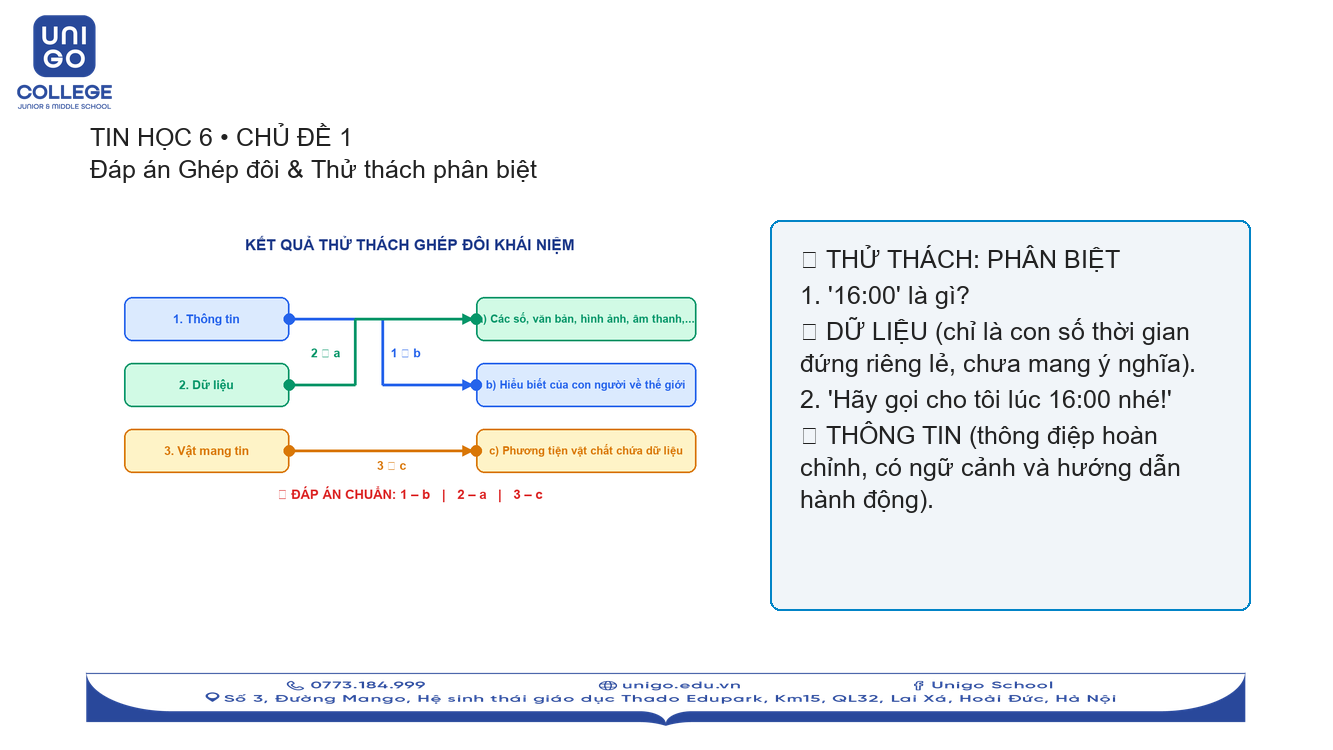 UNI
GO
COLLEGE
JUNIOR & MIDDLE SCHOOL
TIN HỌC 6 • CHỦ ĐỀ 1
Đáp án Ghép đôi & Thử thách phân biệt
KẾT QUẢ THỬ THÁCH GHÉP ĐÔI KHÁI NIỆM
1. Thông tin
a) Các số, văn bản, hình ảnh, âm thanh,...
2 □ a
1 □ b
2. Dữ liệu
b) Hiểu biết của con người về thế giới
3. Vật mang tin
c) Phương tiện vật chất chứa dữ liệu
3 □ c
□ ĐÁP ÁN CHUẨN: 1 – b | 2 – a | 3 – c
□ THỬ THÁCH: PHÂN BIỆT
1. '16:00' là gì?
□ DỮ LIỆU (chỉ là con số thời gian
đứng riêng lẻ, chưa mang ý nghĩa).
2. 'Hãy gọi cho tôi lúc 16:00 nhé!'
□ THÔNG TIN (thông điệp hoàn
chỉnh, có ngữ cảnh và hướng dẫn
hành động).
0773.184.999
unigo.edu.vn
Unigo School
Số 3, Đường Mango, Hệ sinh thái giáo dục Thado Edupark, Km15, QL32, Lai Xá, Hoài Đức, Hà Nội